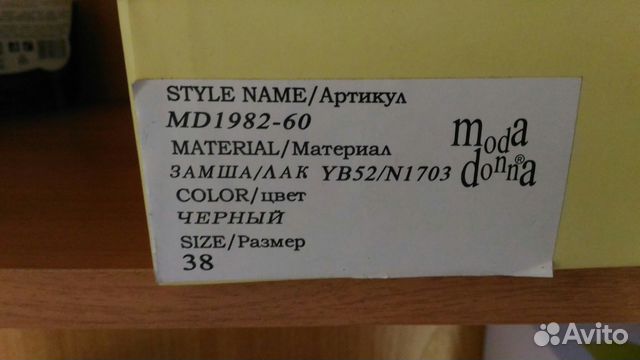 STYLE NAME/Артикул
MD1982-60
MATERIAL/Материал
ЗАМША/ЛАК YB52/N1703
COLOR/цвет
ЧЕРНЫЙ
SIZE/Размер
38
moda
donna®
Avito